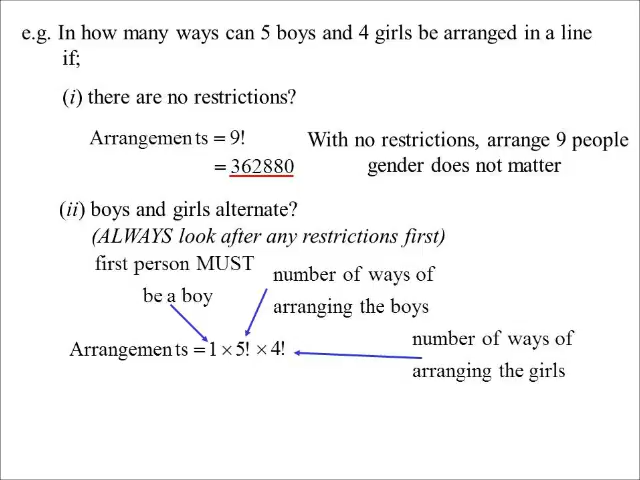 e.g. In how many ways can 5 boys and 4 girls be arranged in a line
if;
(i) there are no restrictions?
Arrangements = 9!
= 362880
With no restrictions, arrange 9 people
gender does not matter
(ii) boys and girls alternate?
(ALWAYS look after any restrictions first)
first person MUST
be a boy
number of ways of
arranging the boys
Arrangements = 1 × 5! × 4!
number of ways of
arranging the girls